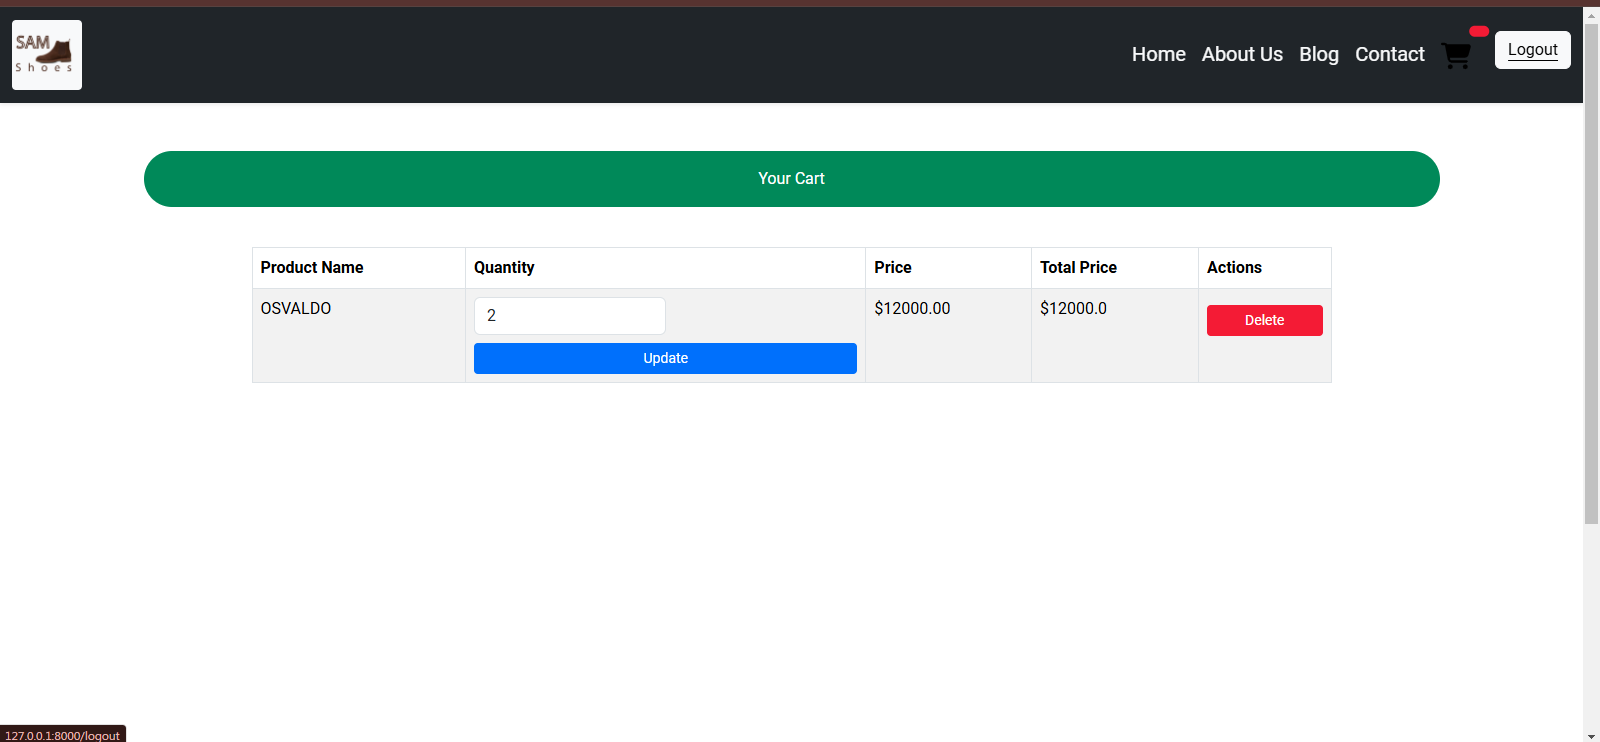 SAM
Shoes
Home About Us Blog Contact Logout
Your Cart
Product Name Quantity Price Total Price Actions
OSVALDO 2 $12000.00 $12000.0 Delete
Update
127.0.0.1:8000/logout